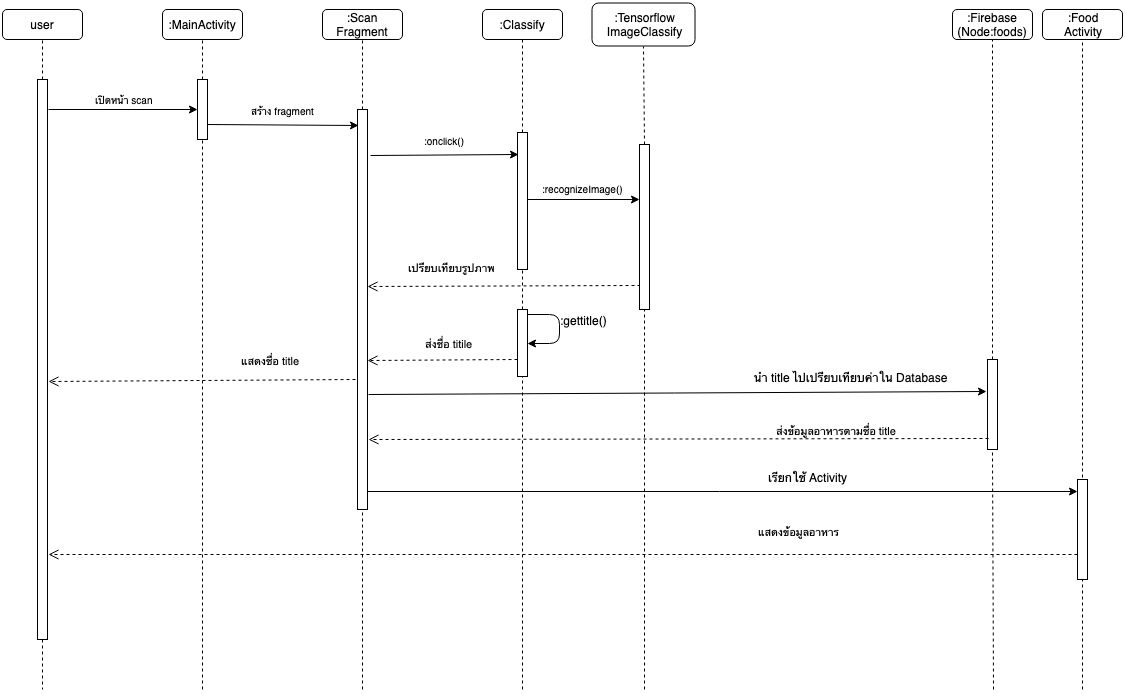 user
:MainActivity
:Scan
Fragment
:Classify
:Tensorflow
ImageClassify
:Firebase
(Node:foods)
:Food
Activity
เปิดหน้า scan
สร้าง fragment
:onclick()
:recognizeImage()
เปรียบเทียบรูปภาพ
:gettitle()
ส่งชื่อ titile
แสดงชื่อ title
นำ title ไปเปรียบเทียบค่าใน Database
ส่งข้อมูลอาหารตามชื่อ title
เรียกใช้ Activity
แสดงข้อมูลอาหาร